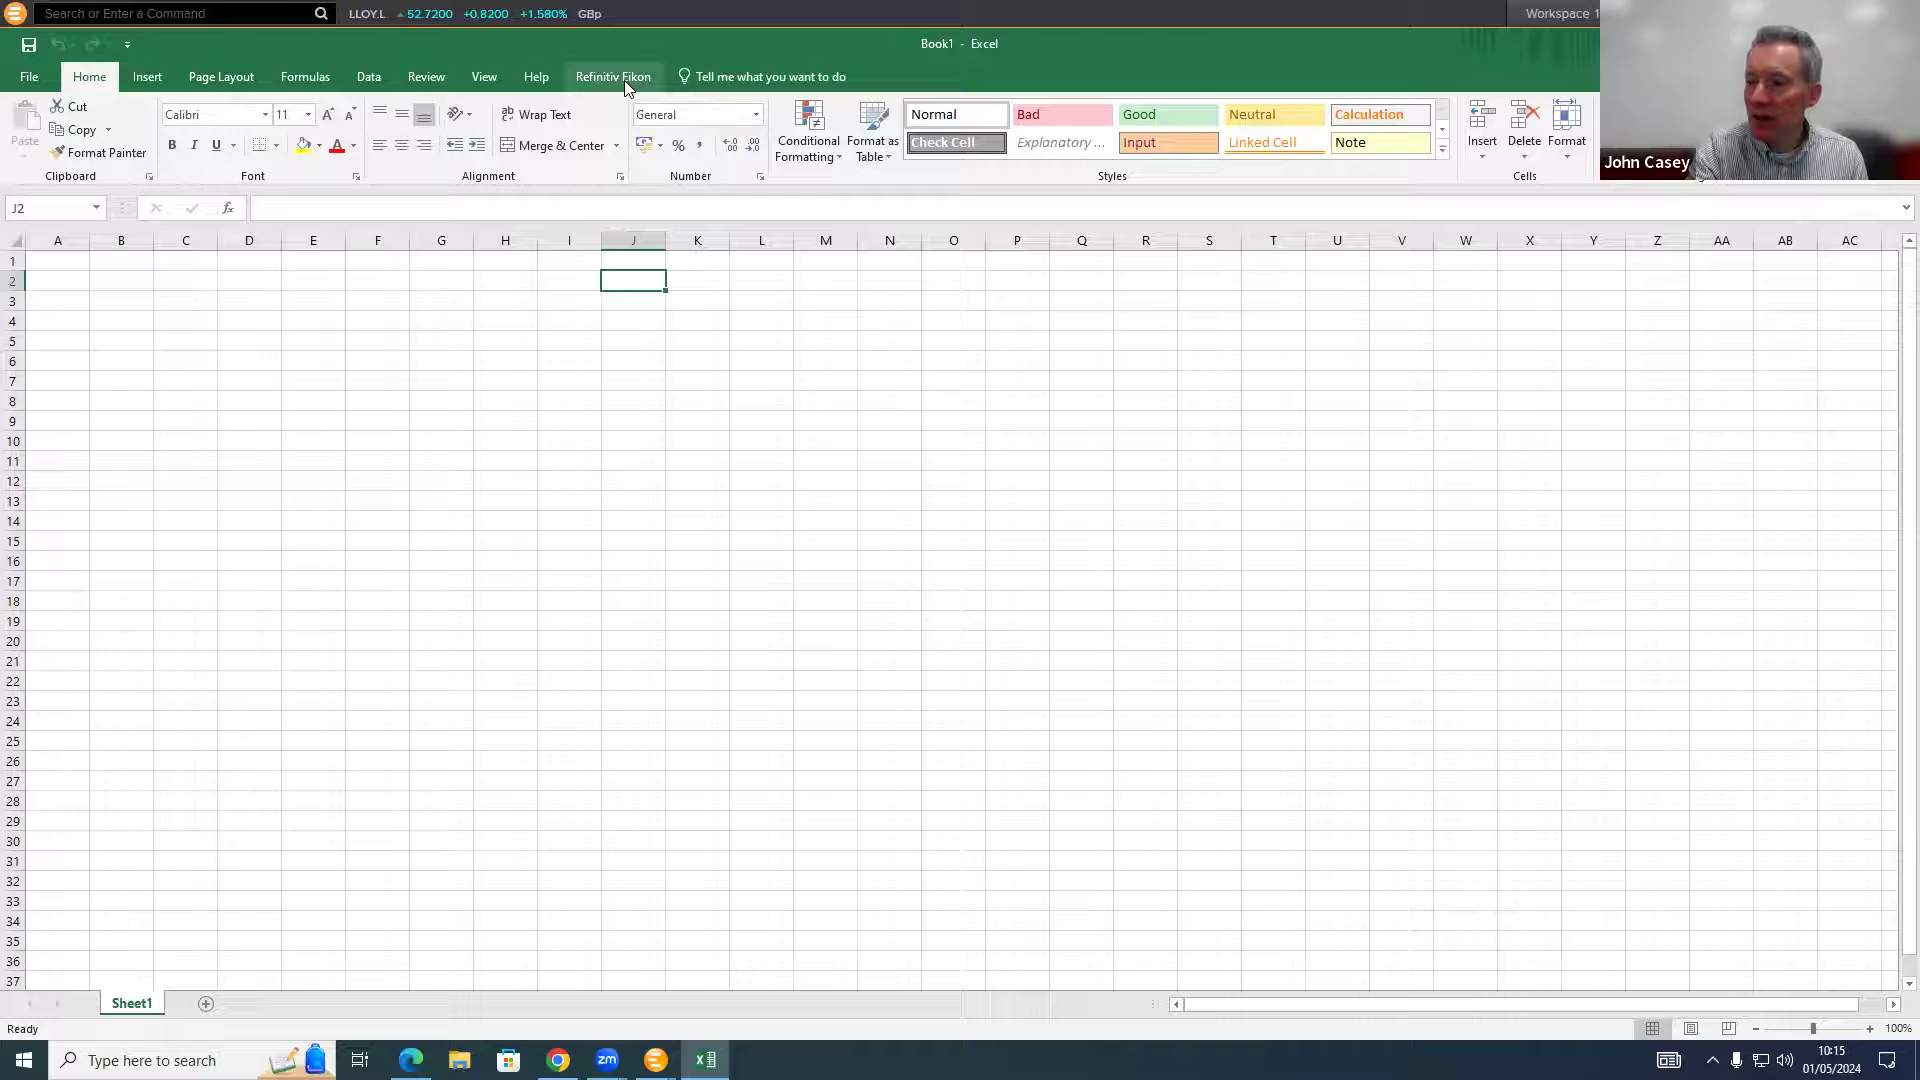 Search or Enter a Command
LLOY.L 52.7200 +0.8200 +1.580% GBp
Workspace 1
Book1 - Excel
File Home Insert Page Layout Formulas Data Review View Help Refinitiv Eikon Tell me what you want to do
Paste
Cut
Copy
Format Painter
Clipboard
Calibri 11
B I U
Font
Wrap Text
Merge & Center
Alignment
General
Number
Conditional Formatting
Format as Table
Normal Bad Good Neutral Calculation
Check Cell Explanatory ... Input Linked Cell Note
Styles
Insert Delete Format
Cells
John Casey
J2
fx
A B C D E F G H I J K L M N O P Q R S T U V W X Y Z AA AB AC
1
2
3
4
5
6
7
8
9
10
11
12
13
14
15
16
17
18
19
20
21
22
23
24
25
26
27
28
29
30
31
32
33
34
35
36
37
Sheet1
Ready
100%
Type here to search
zm
10:15
01/05/2024